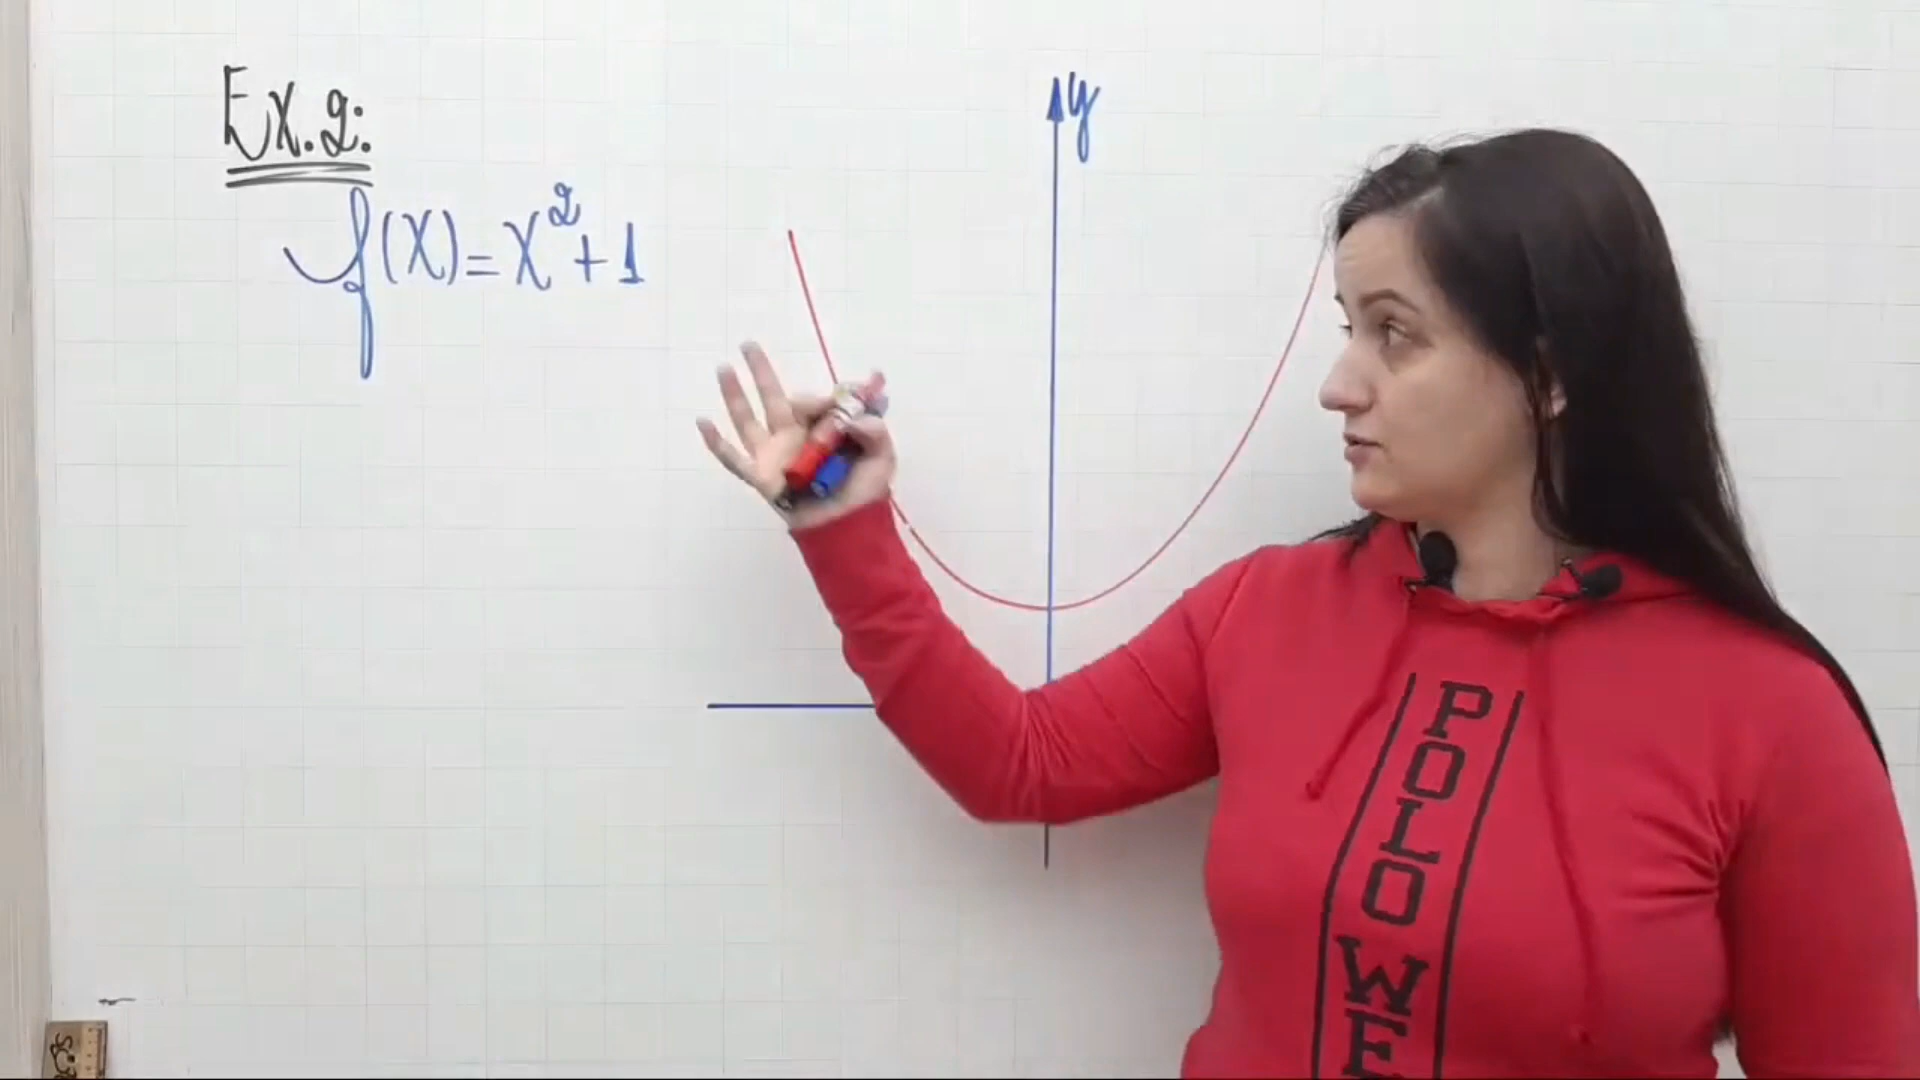 Ex. 2:
f(x) = x² + 1
y
POLO WE